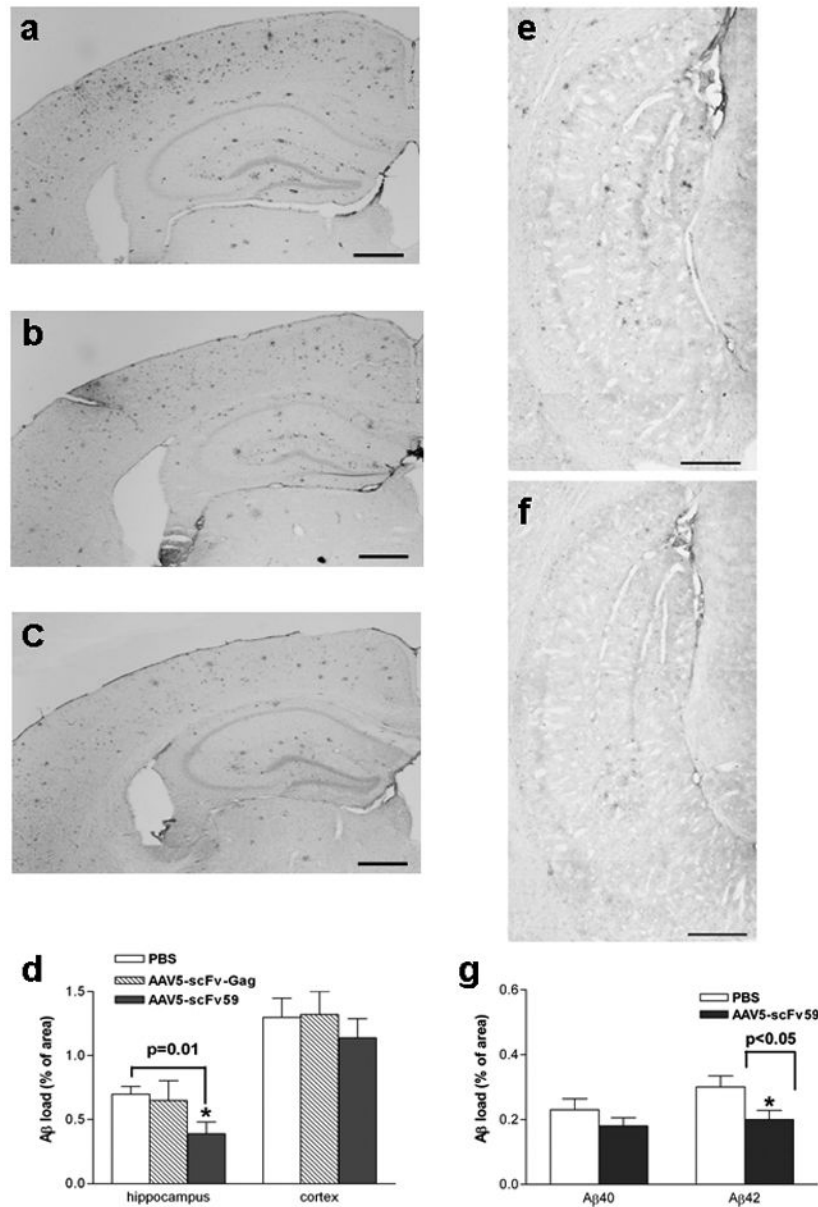 a
b
C
d
PBS
AAV5-scFv-Gag
AAV5-scFv59
Aβ load (% of area)
1.5
1.0
0.5
0.0
p=0.01
*
hippocampus
cortex
e
f
g
PBS
AAV5-scFv59
Aβ load (% of area)
0.6
0.4
0.2
0.0
p<0.05
*
Aβ40
Aβ42